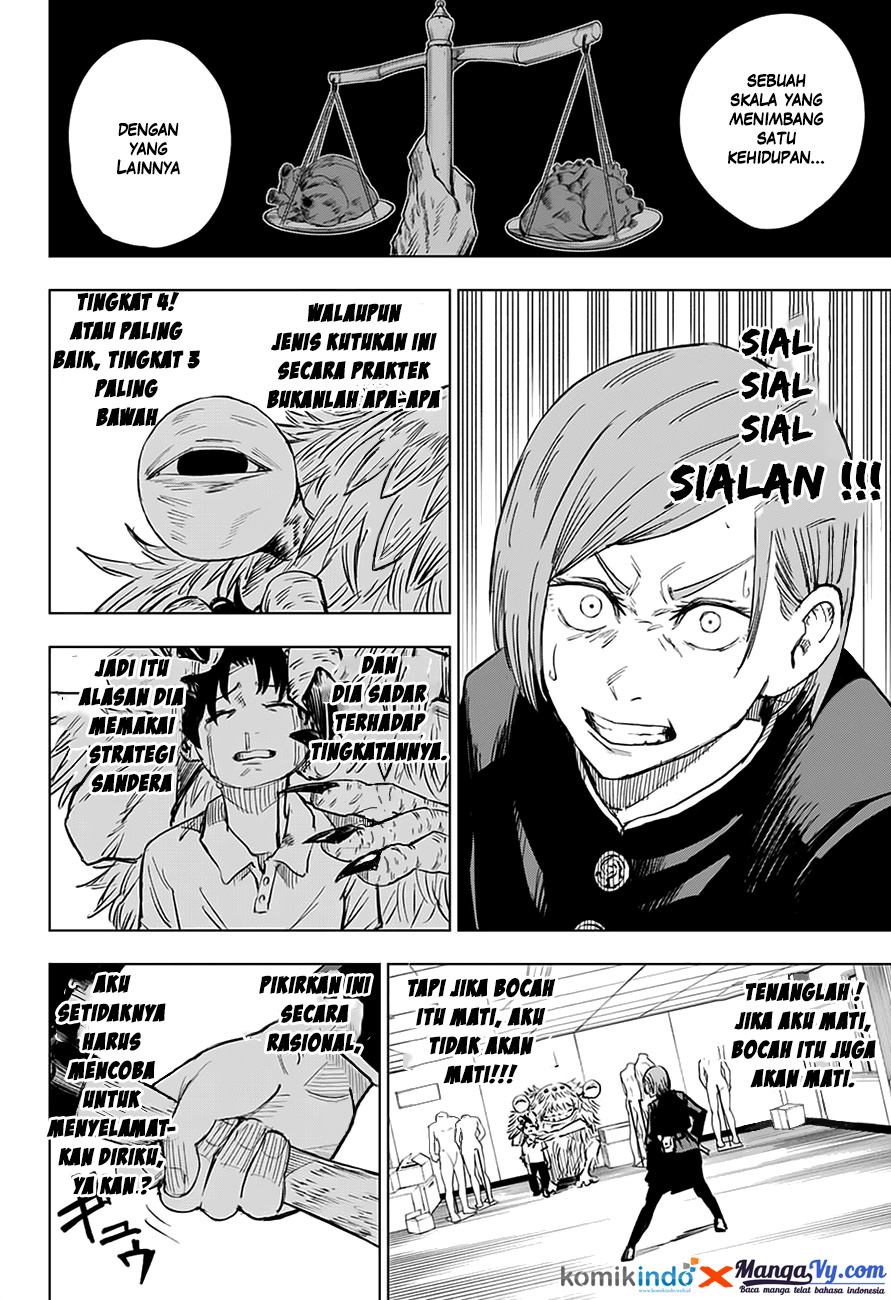 SEBUAH
SKALA YANG
MENIMBANG
SATU
KEHIDUPAN...
DENGAN
YANG
LAINNYA
SIAL
SIAL
SIAL
SIALAN !!!
WALAUPUN
JENIS KUTUKAN INI
SECARA PRAKTEK
BUKANLAH APA-APA
TINGKAT 4!
ATAU PALING
BAIK, TINGKAT 3
PALING
BAWAH
DAN
DIA SADAR
TERHADAP
TINGKATANNYA.
JADI ITU
ALASAN DIA
MEMAKAI
STRATEGI
SANDERA
TENANGLAH !
JIKA AKU MATI,
BOCAH ITU JUGA
AKAN MATI.
TAPI JIKA BOCAH
ITU MATI, AKU
TIDAK AKAN
MATI!!!
PIKIRKAN INI
SECARA
RASIONAL,
AKU
SETIDAKNYA
HARUS
MENCOBA
UNTUK
MENYELAMAT-
KAN DIRIKU,
YA KAN ?
ギュウ
komikindo
www.komikindo.web.id
X
MangaVy.com
Baca manga telat bahasa indonesia